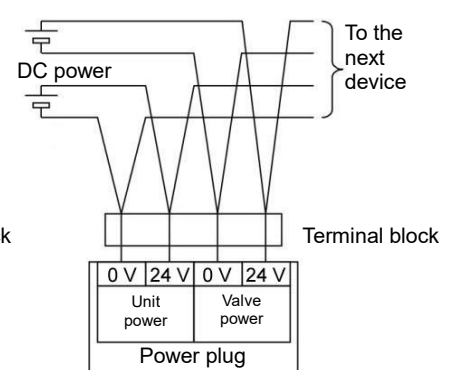 To the
next
device
DC power
k
Terminal block
0 V 24 V 0 V 24 V
Unit
power
Valve
power
Power plug